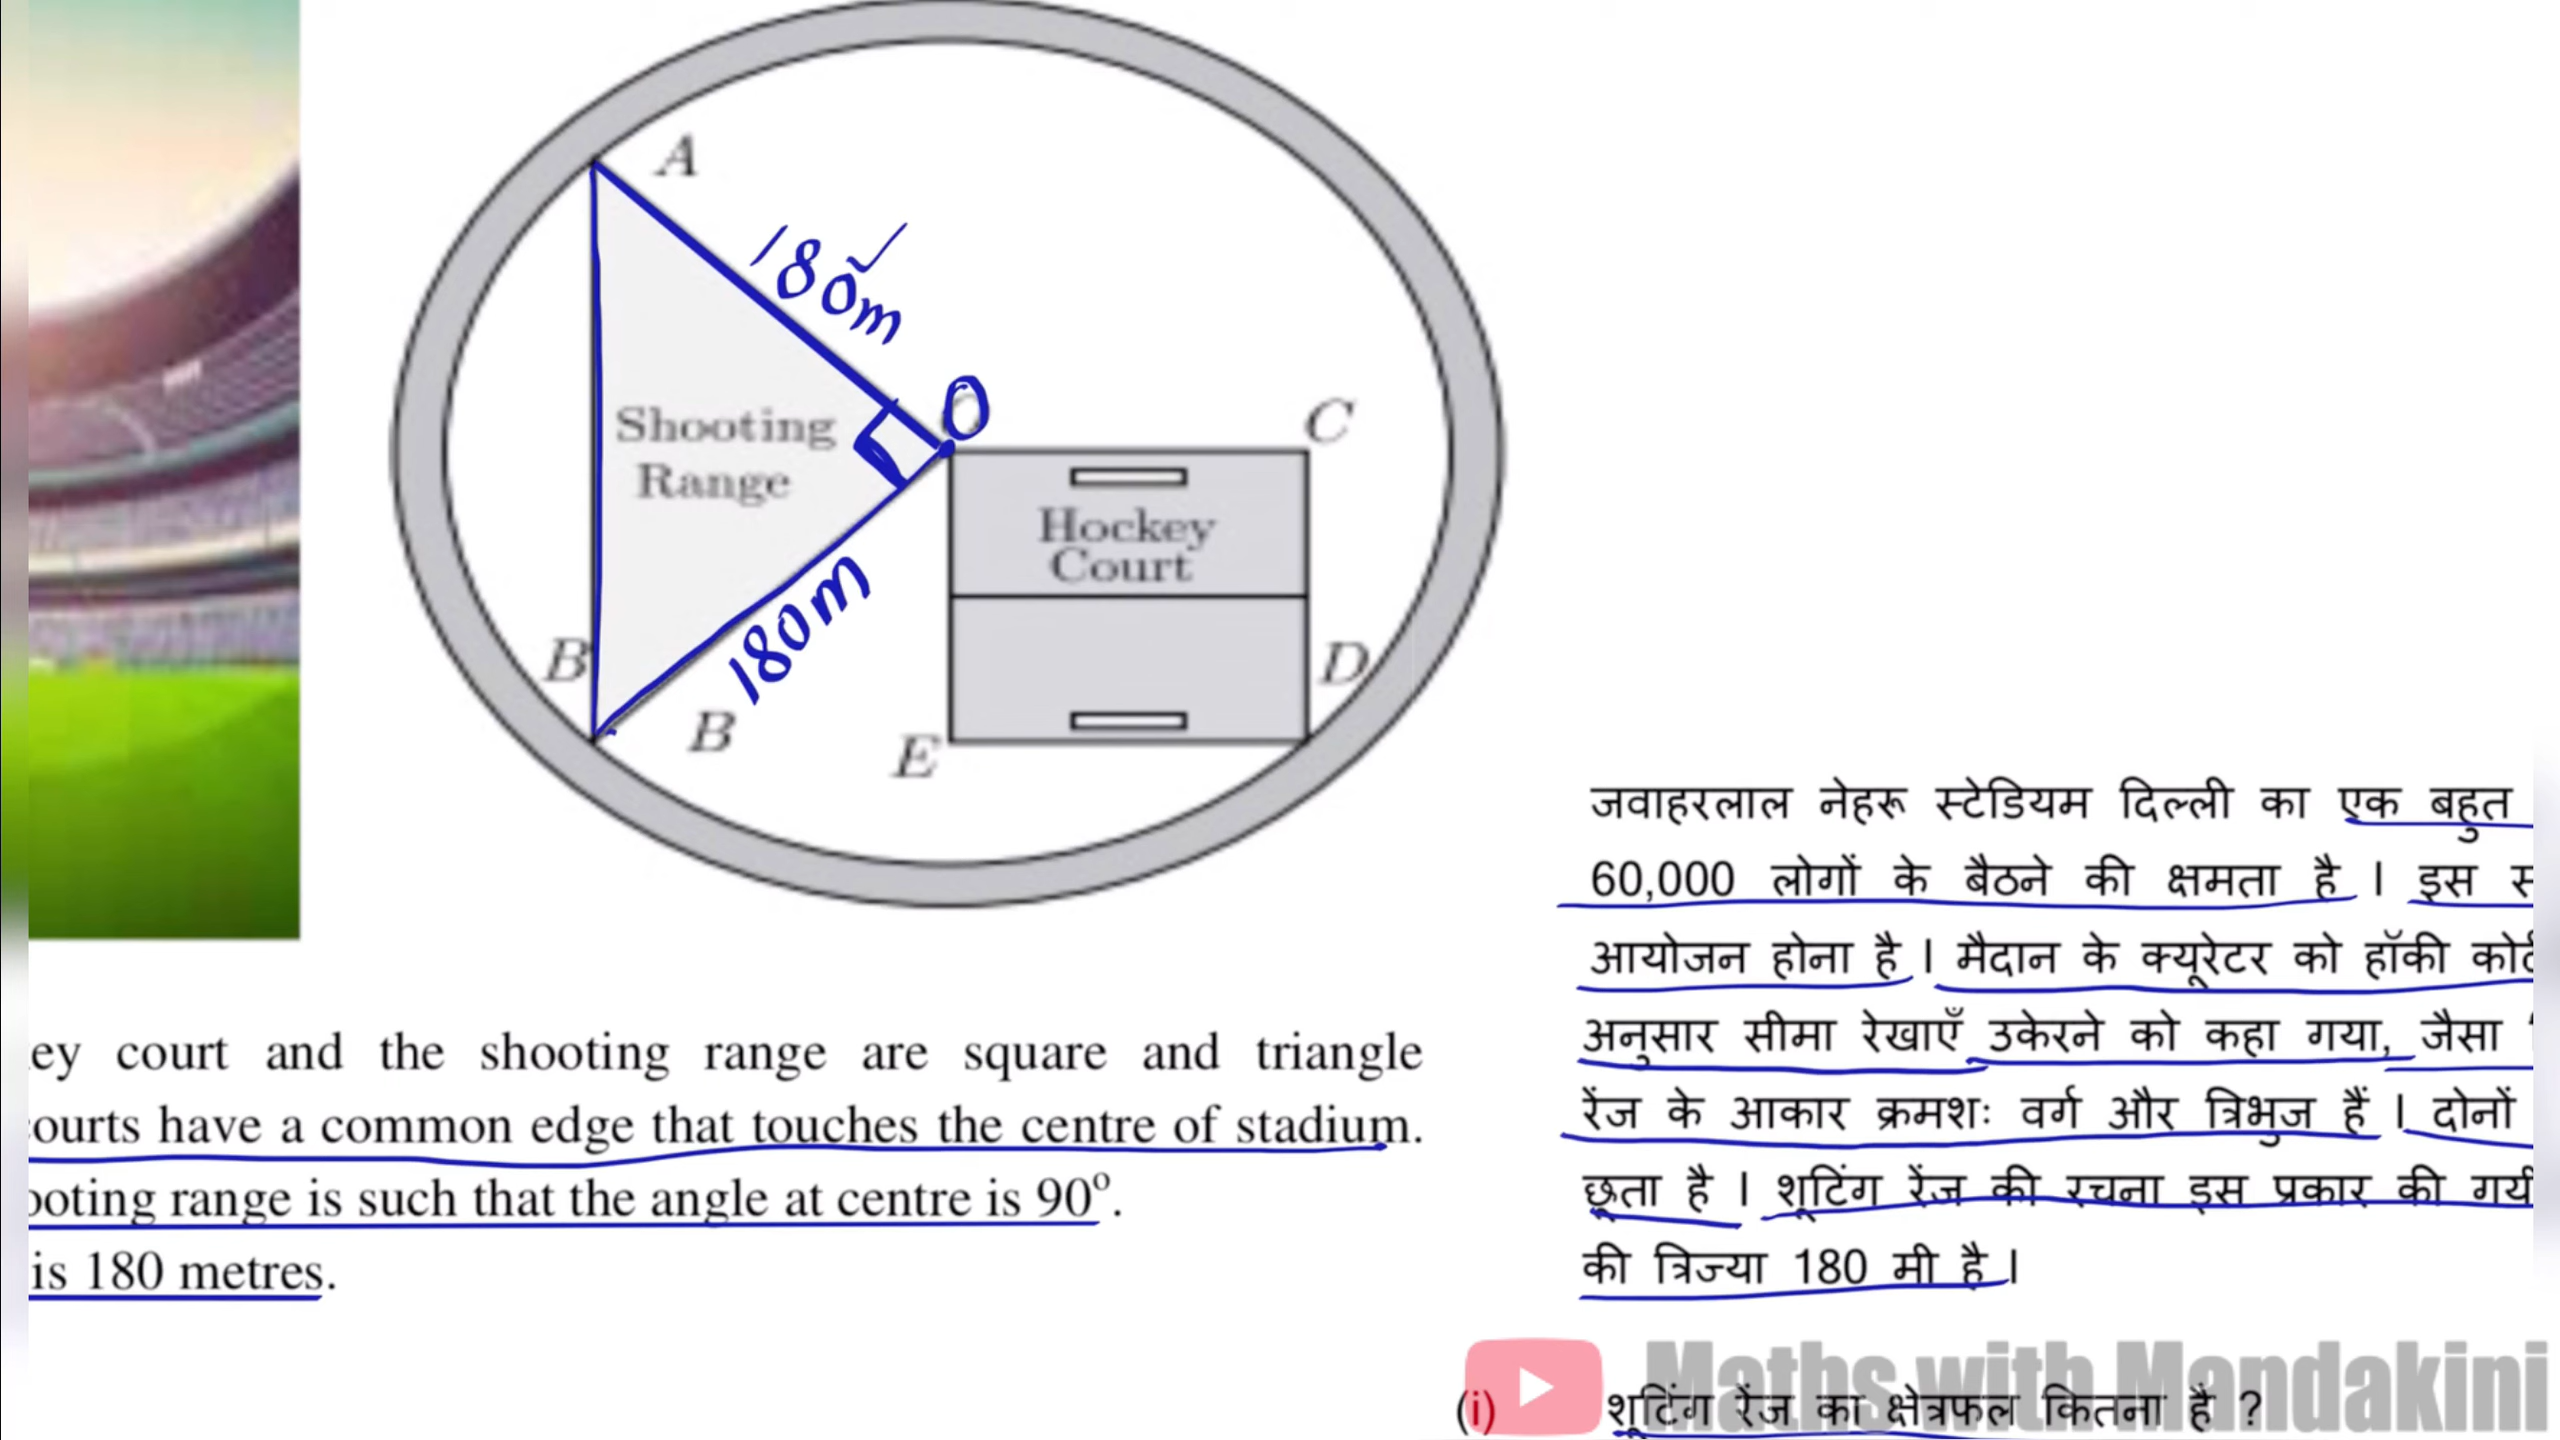 A
180m
O
C
Shooting
Range
Hockey
Court
180m
B
D
B
E
court and the shooting range are square and triangle
have a common edge that touches the centre of stadium.
range is such that the angle at centre is 90°.
is 180 metres.
जवाहरलाल नेहरू स्टेडियम दिल्ली का एक बहुत
60,000 लोगों के बैठने की क्षमता है । इस
आयोजन होना है । मैदान के क्यूरेटर को हॉकी
अनुसार सीमा रेखाएँ उकेरने को कहा गया, जैसा
रेंज के आकार क्रमशः वर्ग और त्रिभुज हैं । दोनों
छूता है । शूटिंग रेंज की रचना इस प्रकार की
की त्रिज्या 180 मी है ।
Maths with Mandakini
(i) शूटिंग रेंज का क्षेत्रफल कितना है ?